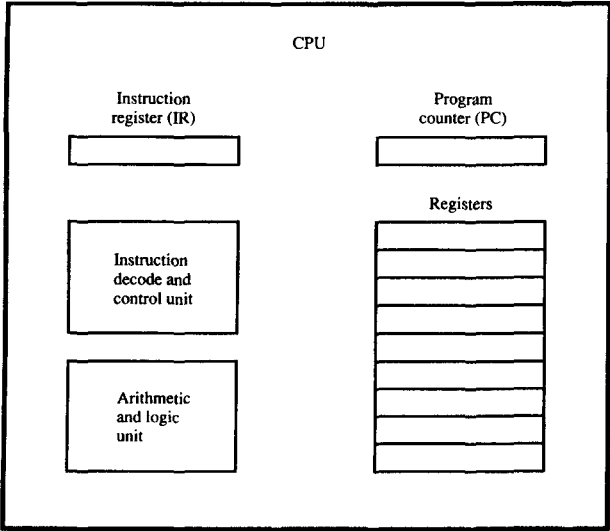 CPU
Instruction
register (IR)
Program
counter (PC)
Registers
Instruction
decode and
control unit
Arithmetic
and logic
unit